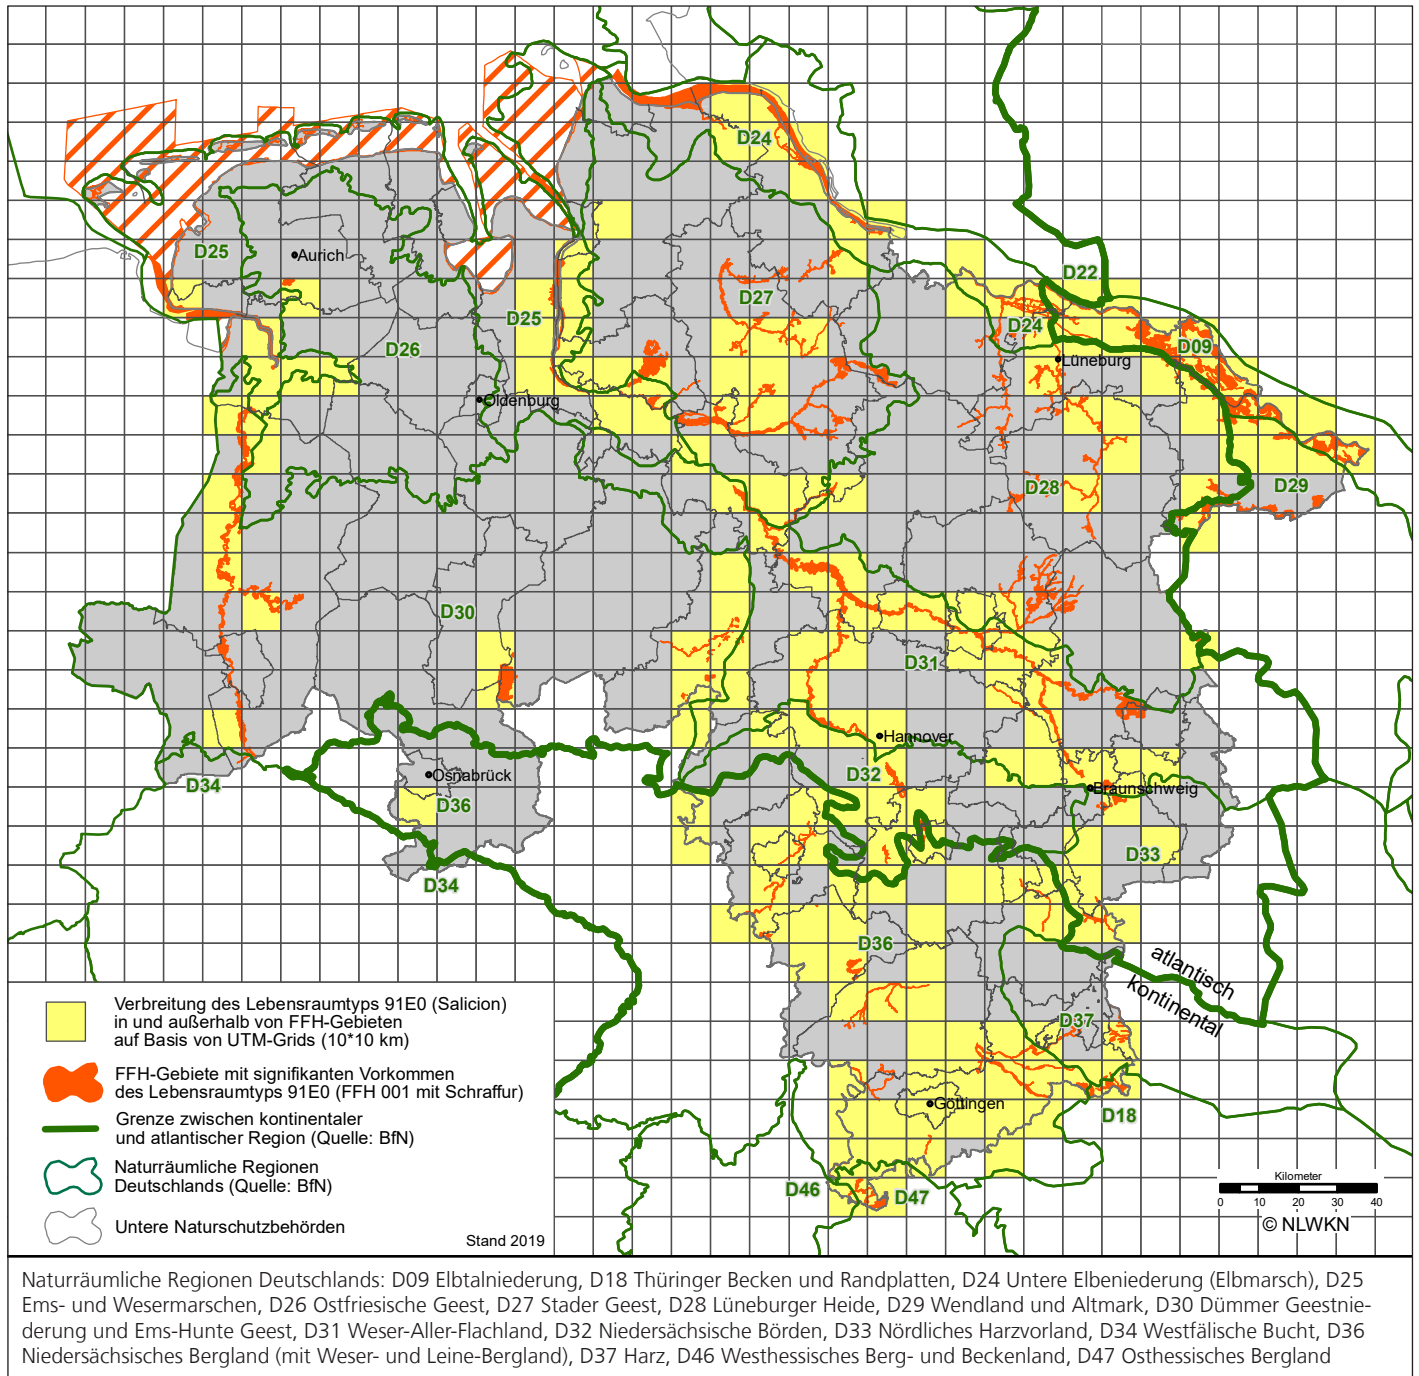 D24
D25
Aurich
D22
D27
D25
D24
D26
D09
Lüneburg
Oldenburg
D28
D29
D30
D31
Hannover
D32
Osnabrück
D34
D36
Braunschweig
D33
D34
D36
atlantisch
kontinental
D37
Göttingen
D18
D46
D47
Verbreitung des Lebensraumtyps 91E0 (Salicion)
in und außerhalb von FFH-Gebieten
auf Basis von UTM-Grids (10*10 km)
FFH-Gebiete mit signifikanten Vorkommen
des Lebensraumtyps 91E0 (FFH 001 mit Schraffur)
Grenze zwischen kontinentaler
und atlantischer Region (Quelle: BfN)
Naturräumliche Regionen
Deutschlands (Quelle: BfN)
Untere Naturschutzbehörden
Stand 2019
Kilometer
0 10 20 30 40
© NLWKN
Naturräumliche Regionen Deutschlands: D09 Elbtalniederung, D18 Thüringer Becken und Randplatten, D24 Untere Elbeniederung (Elbmarsch), D25
Ems- und Wesermarschen, D26 Ostfriesische Geest, D27 Stader Geest, D28 Lüneburger Heide, D29 Wendland und Altmark, D30 Dümmer Geestnie-
derung und Ems-Hunte Geest, D31 Weser-Aller-Flachland, D32 Niedersächsische Börden, D33 Nördliches Harzvorland, D34 Westfälische Bucht, D36
Niedersächsisches Bergland (mit Weser- und Leine-Bergland), D37 Harz, D46 Westhessisches Berg- und Beckenland, D47 Osthessisches Bergland